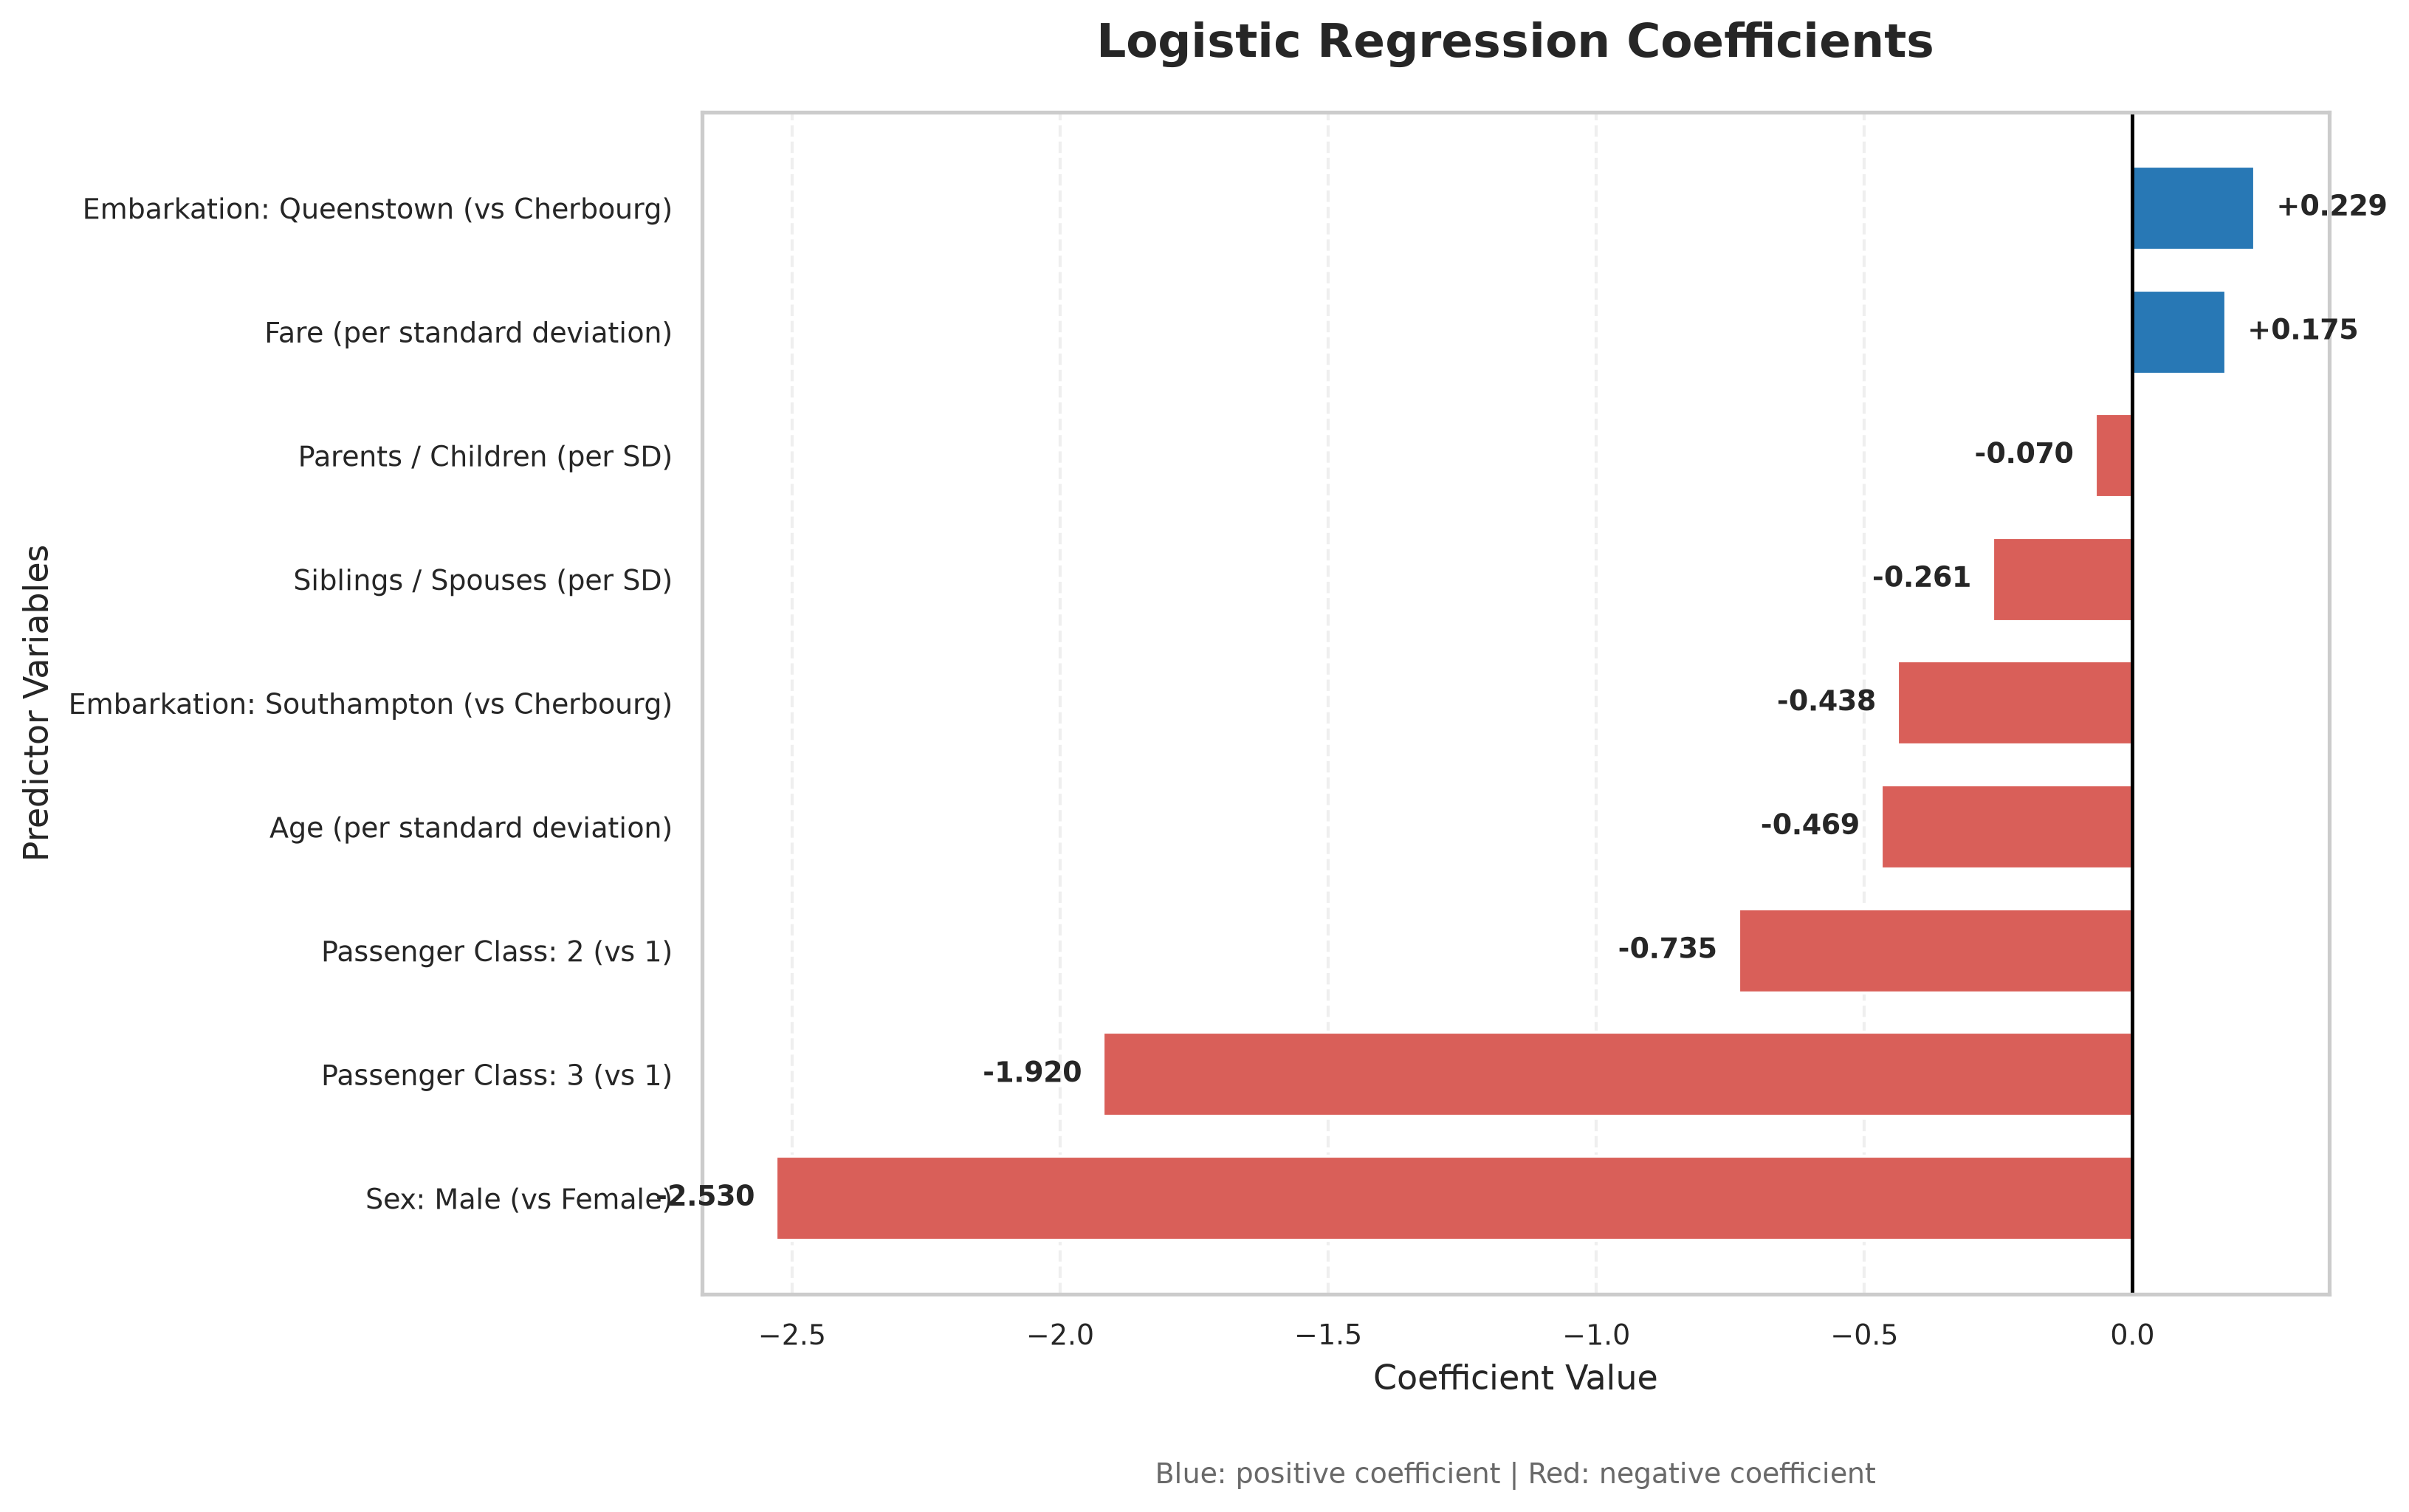 Logistic Regression Coefficients
Predictor Variables
Embarkation: Queenstown (vs Cherbourg) +0.229
Fare (per standard deviation) +0.175
Parents / Children (per SD) -0.070
Siblings / Spouses (per SD) -0.261
Embarkation: Southampton (vs Cherbourg) -0.438
Age (per standard deviation) -0.469
Passenger Class: 2 (vs 1) -0.735
Passenger Class: 3 (vs 1) -1.920
Sex: Male (vs Female) -2.530
−2.5 −2.0 −1.5 −1.0 −0.5 0.0
Coefficient Value
Blue: positive coefficient | Red: negative coefficient